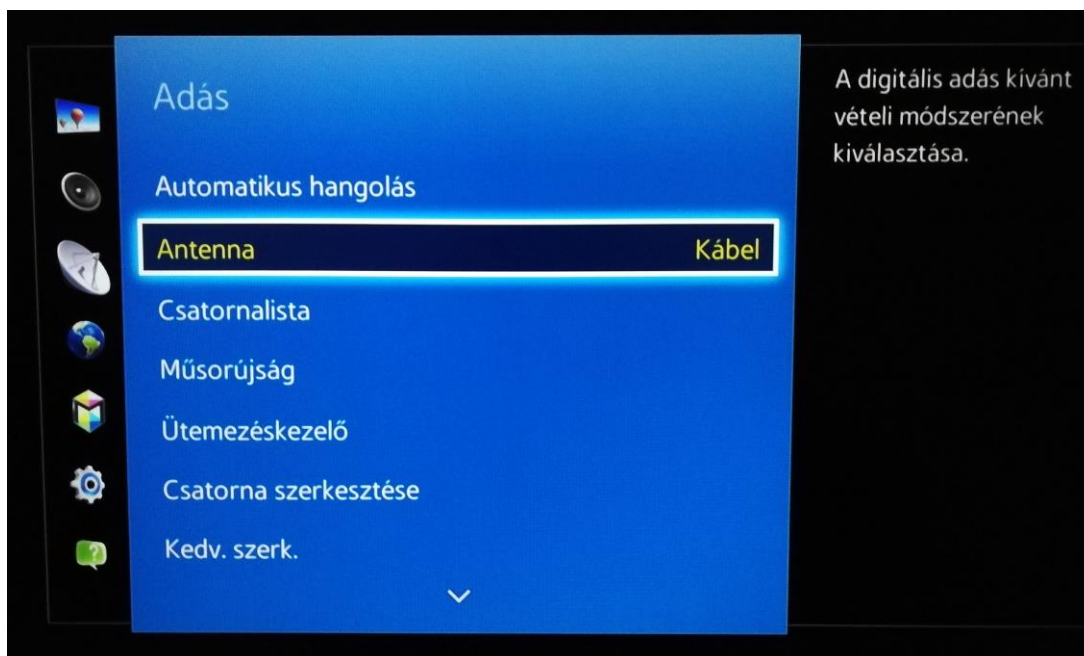 Adás
Automatikus hangolás
Antenna Kábel
Csatornalista
Műsorújság
Ütemezéskezelő
Csatorna szerkesztése
Kedv. szerk.
A digitális adás kívánt
vételi módszerének
kiválasztása.